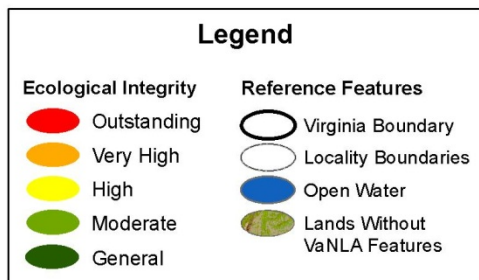 Legend
Ecological Integrity
Outstanding
Very High
High
Moderate
General
Reference Features
Virginia Boundary
Locality Boundaries
Open Water
Lands Without
VaNLA Features